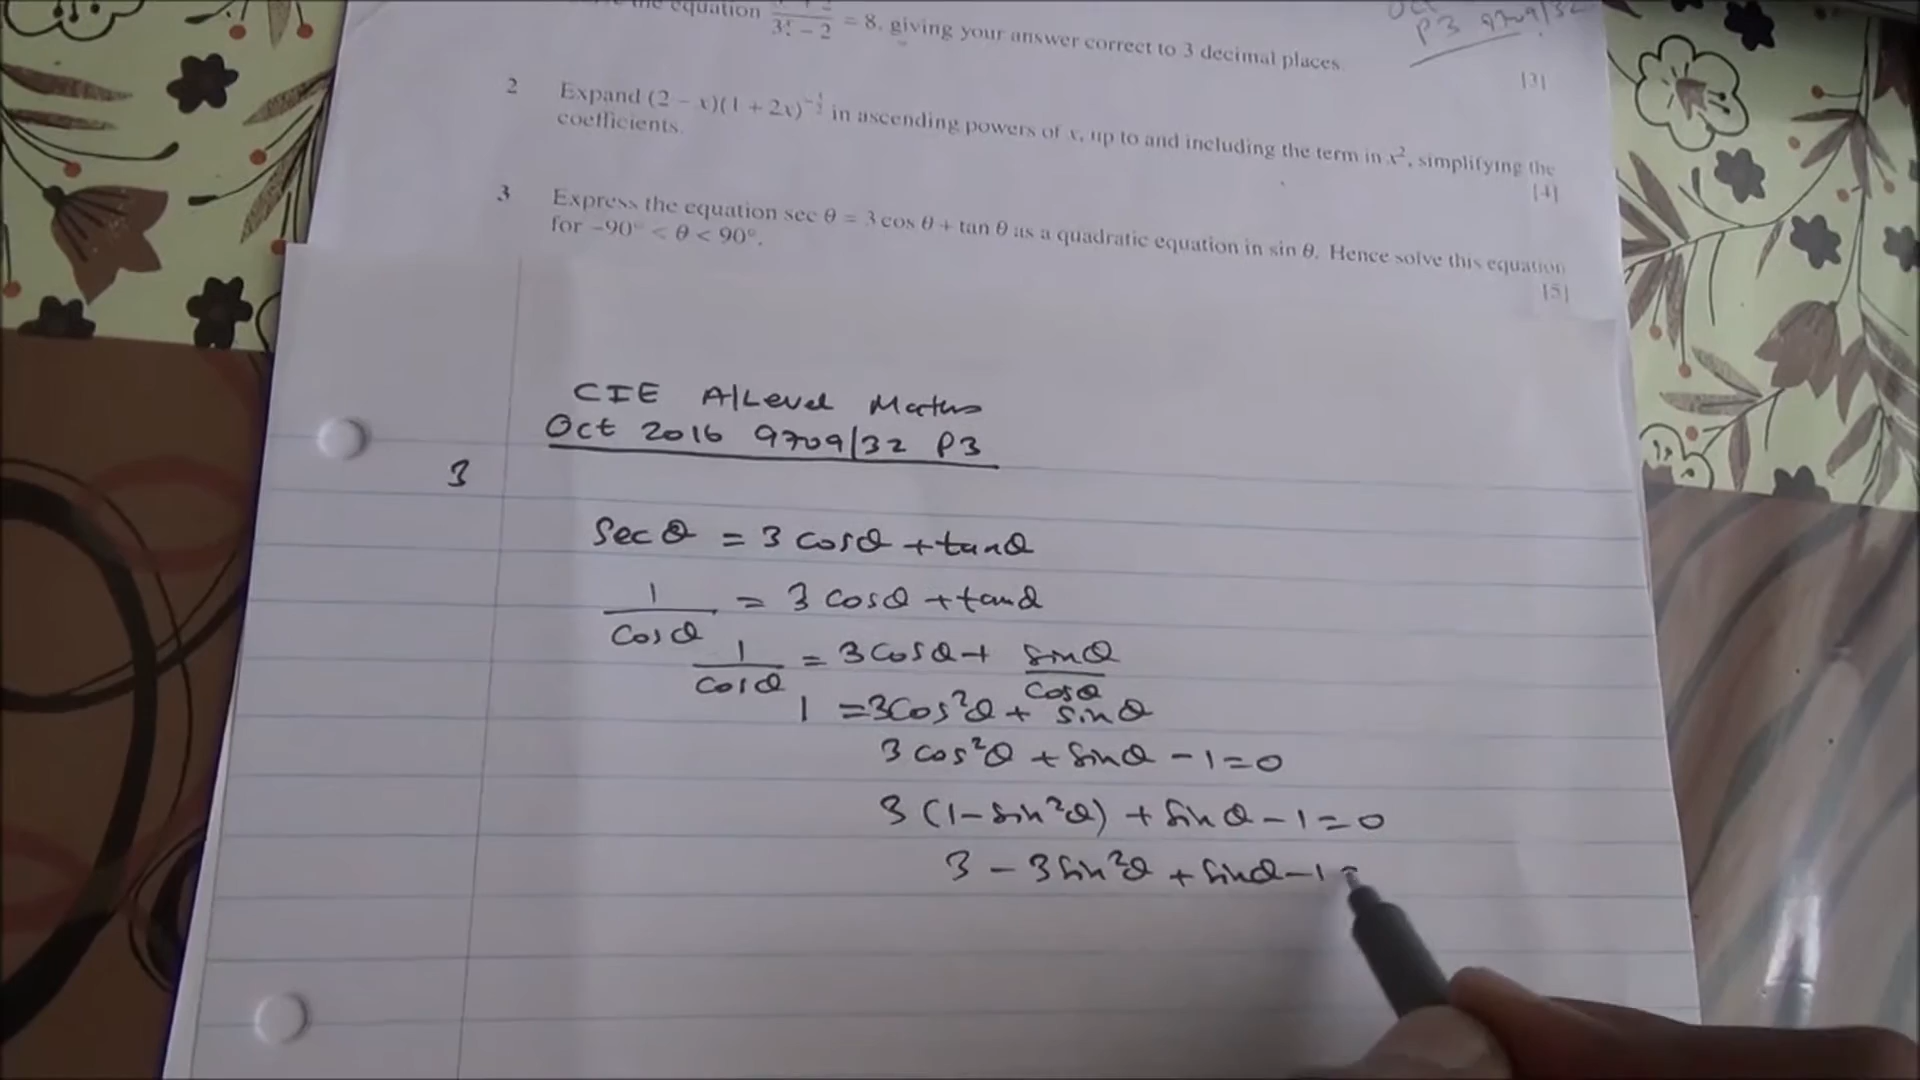 equation = 8, giving your answer correct to 3 decimal places.
P3 9709/32
[3]
2 Expand (2 − x)(1 + 2x)^−½ in ascending powers of x, up to and including the term in x², simplifying the
coefficients. [4]
3 Express the equation sec θ = 3 cos θ + tan θ as a quadratic equation in sin θ. Hence solve this equation
for −90° < θ < 90°. [5]
CIE A/Level Maths
Oct 2016 9709/32 P3
3
Sec θ = 3 cosθ + tanθ
1/Cosθ = 3 cosθ + tanθ
1/Cosθ = 3Cosθ + sinθ/Cosθ
1 = 3Cos²θ + sinθ
3 cos²θ + sinθ − 1 = 0
3 (1 − sin²θ) + sinθ − 1 = 0
3 − 3sin²θ + sinθ − 1 =